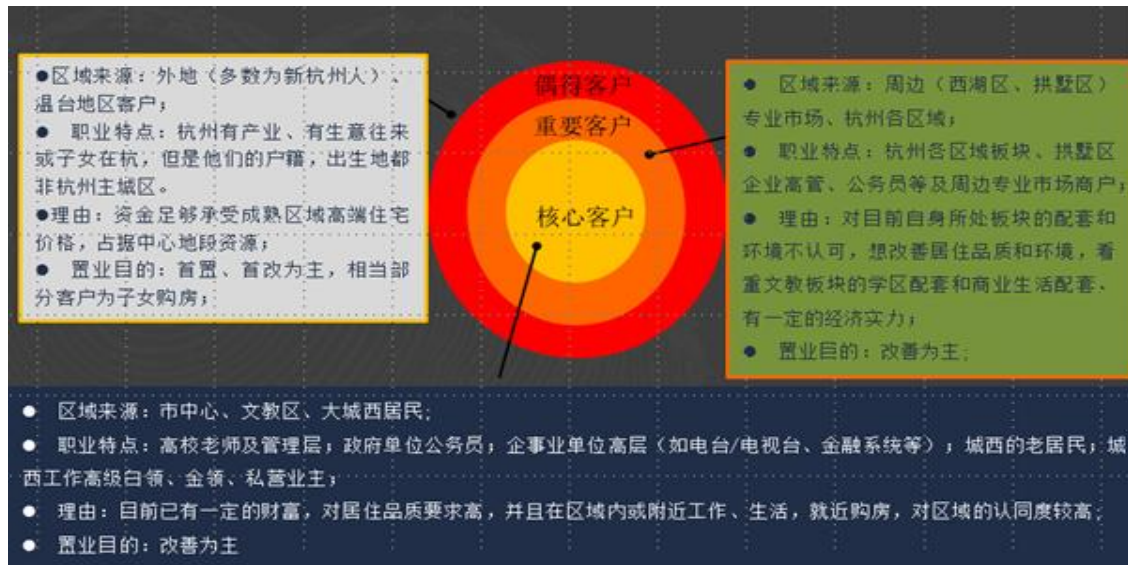 ●区域来源：外地（多数为新杭州人）、
温台地区客户；
● 职业特点：杭州有产业、有生意往来
或子女在杭，但是他们的户籍，出生地都
非杭州主城区。
●理由：资金足够承受成熟区域高端住宅
价格，占据中心地段资源；
● 置业目的：首置、首改为主，相当部
分客户为子女购房；
偶得客户
重要客户
核心客户
● 区域来源：周边（西湖区、拱墅区）
专业市场、杭州各区域；
● 职业特点：杭州各区域板块、拱墅区
企业高管、公务员等及周边专业市场商户；
● 理由：对目前自身所处板块的配套和
环境不认可，想改善居住品质和环境，看
重文教板块的学区配套和商业生活配套、
有一定的经济实力；
● 置业目的：改善为主；
● 区域来源：市中心、文教区、大城西居民；
● 职业特点：高校老师及管理层；政府单位公务员；企事业单位高层（如电台/电视台、金融系统等）；城西的老居民；城
西工作高级白领、金领、私营业主；
● 理由：目前已有一定的财富，对居住品质要求高，并且在区域内或附近工作、生活，就近购房，对区域的认同度较高；
● 置业目的：改善为主